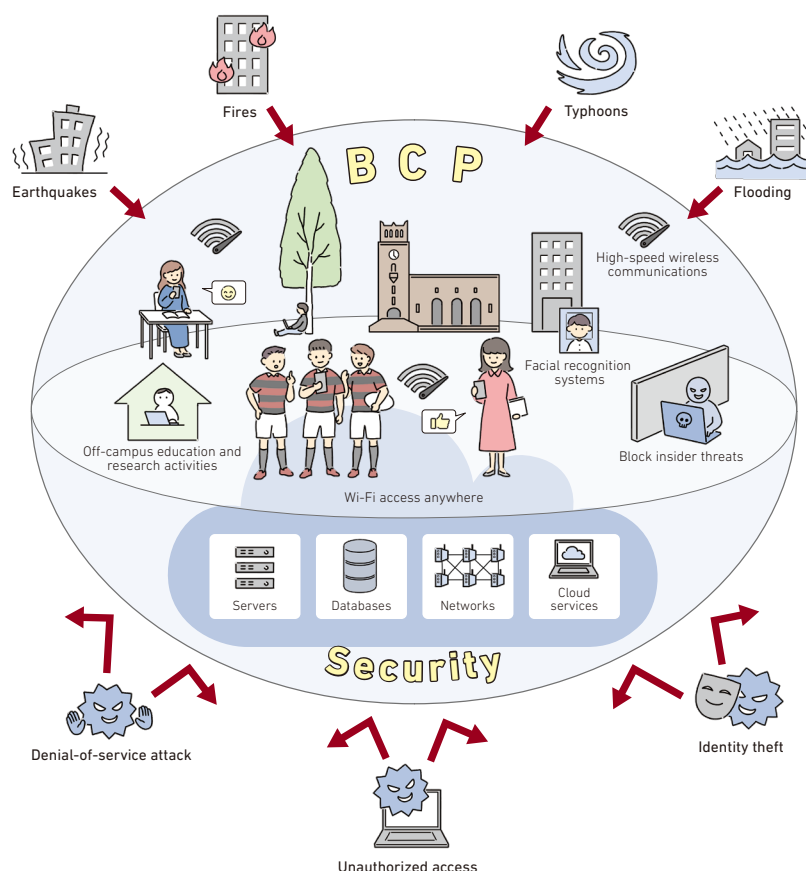 Fires
Typhoons
Earthquakes
Flooding
BCP
High-speed wireless
communications
Facial recognition
systems
Off-campus education and
research activities
Block insider threats
Wi-Fi access anywhere
Servers
Databases
Networks
Cloud
services
Security
Denial-of-service attack
Identity theft
Unauthorized access